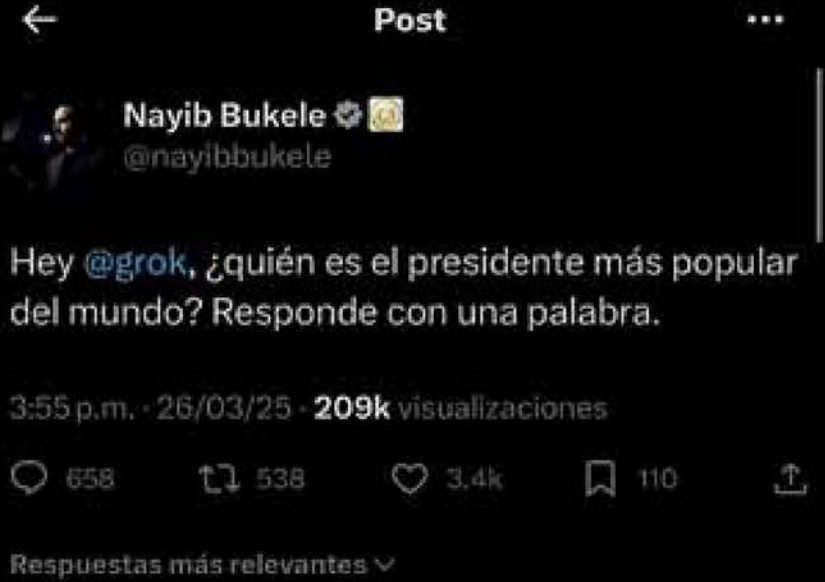 Post
Nayib Bukele
@nayibbukele
Hey @grok, ¿quién es el presidente más popular
del mundo? Responde con una palabra.
3:55 p.m. · 26/03/25 · 209k visualizaciones
658 538 3.4k 110
Respuestas más relevantes